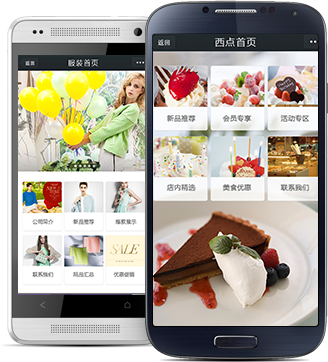 返回
服装首页
公司简介
新品推荐
橱款展示
SALE
联系我们
精品汇总
优惠促销
返回
西点首页
新品推荐
会员专享
活动专区
店内精选
美食优惠
联系我们